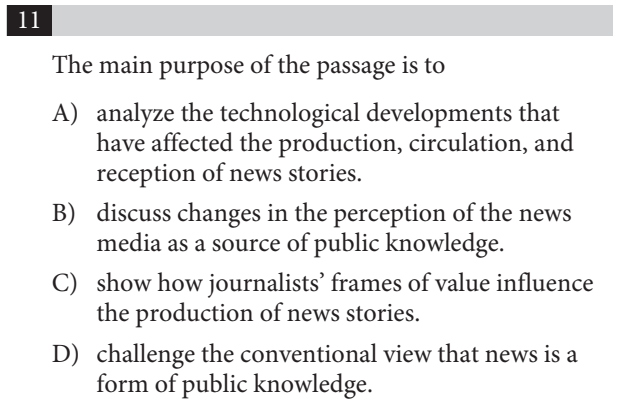 11
The main purpose of the passage is to
A) analyze the technological developments that
have affected the production, circulation, and
reception of news stories.
B) discuss changes in the perception of the news
media as a source of public knowledge.
C) show how journalists’ frames of value influence
the production of news stories.
D) challenge the conventional view that news is a
form of public knowledge.